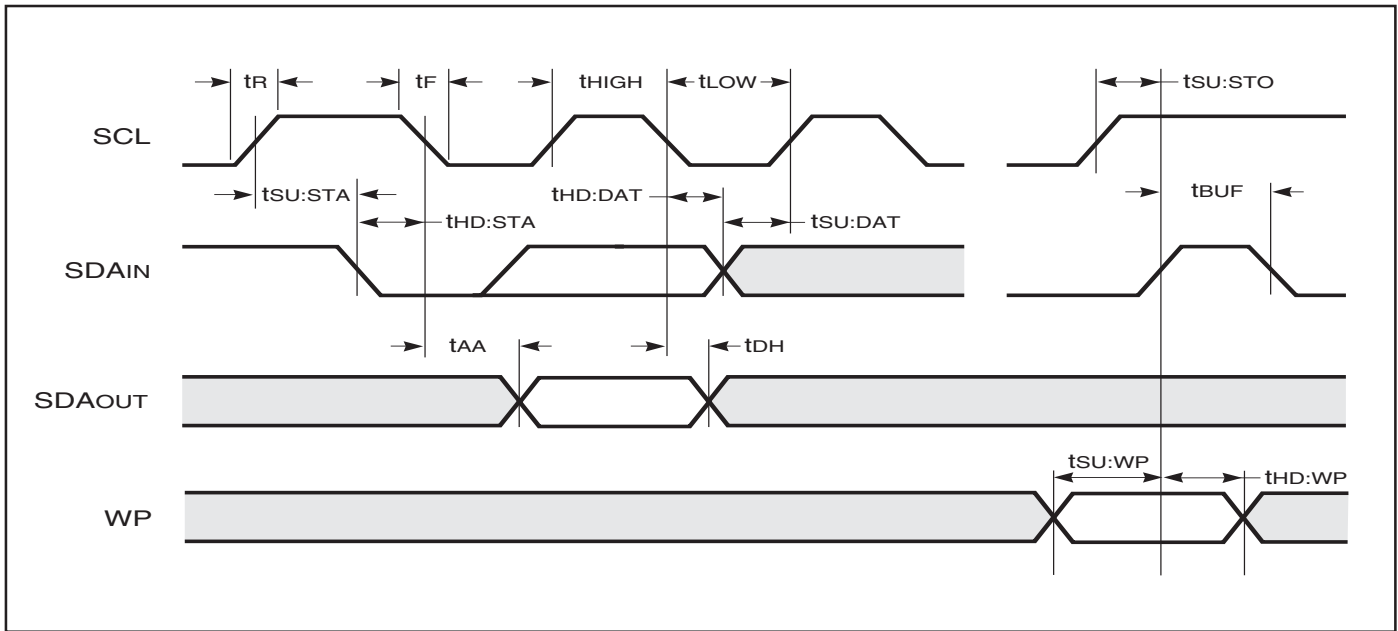 tR
tF
tHIGH
tLOW
tSU:STO
SCL
tSU:STA
tHD:DAT
tBUF
tHD:STA
tSU:DAT
SDAIN
tAA
tDH
SDAOUT
tSU:WP
tHD:WP
WP